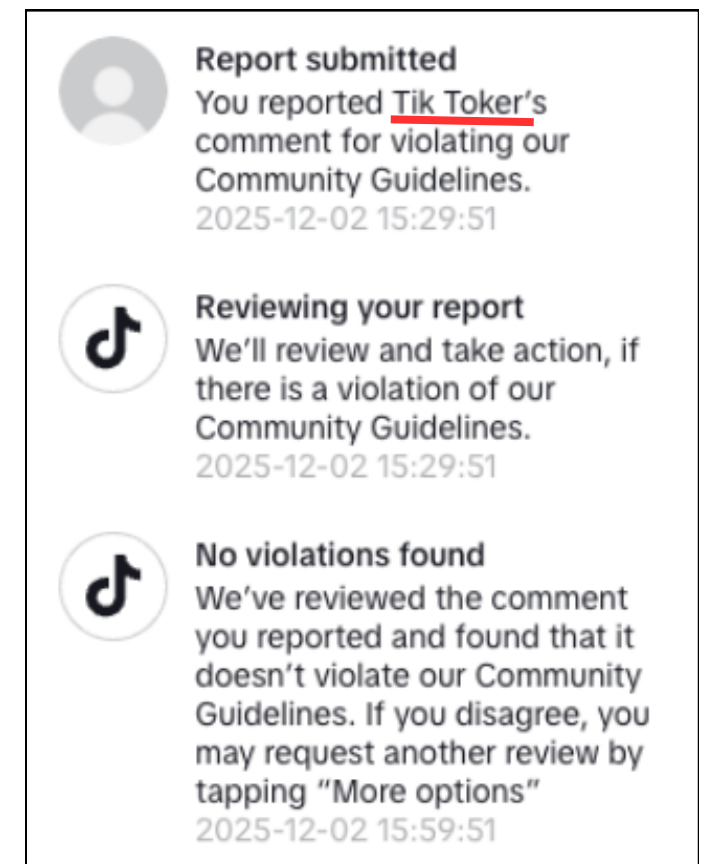 Report submitted
You reported Tik Toker's
comment for violating our
Community Guidelines.
2025-12-02 15:29:51
Reviewing your report
We'll review and take action, if
there is a violation of our
Community Guidelines.
2025-12-02 15:29:51
No violations found
We've reviewed the comment
you reported and found that it
doesn't violate our Community
Guidelines. If you disagree, you
may request another review by
tapping “More options”
2025-12-02 15:59:51